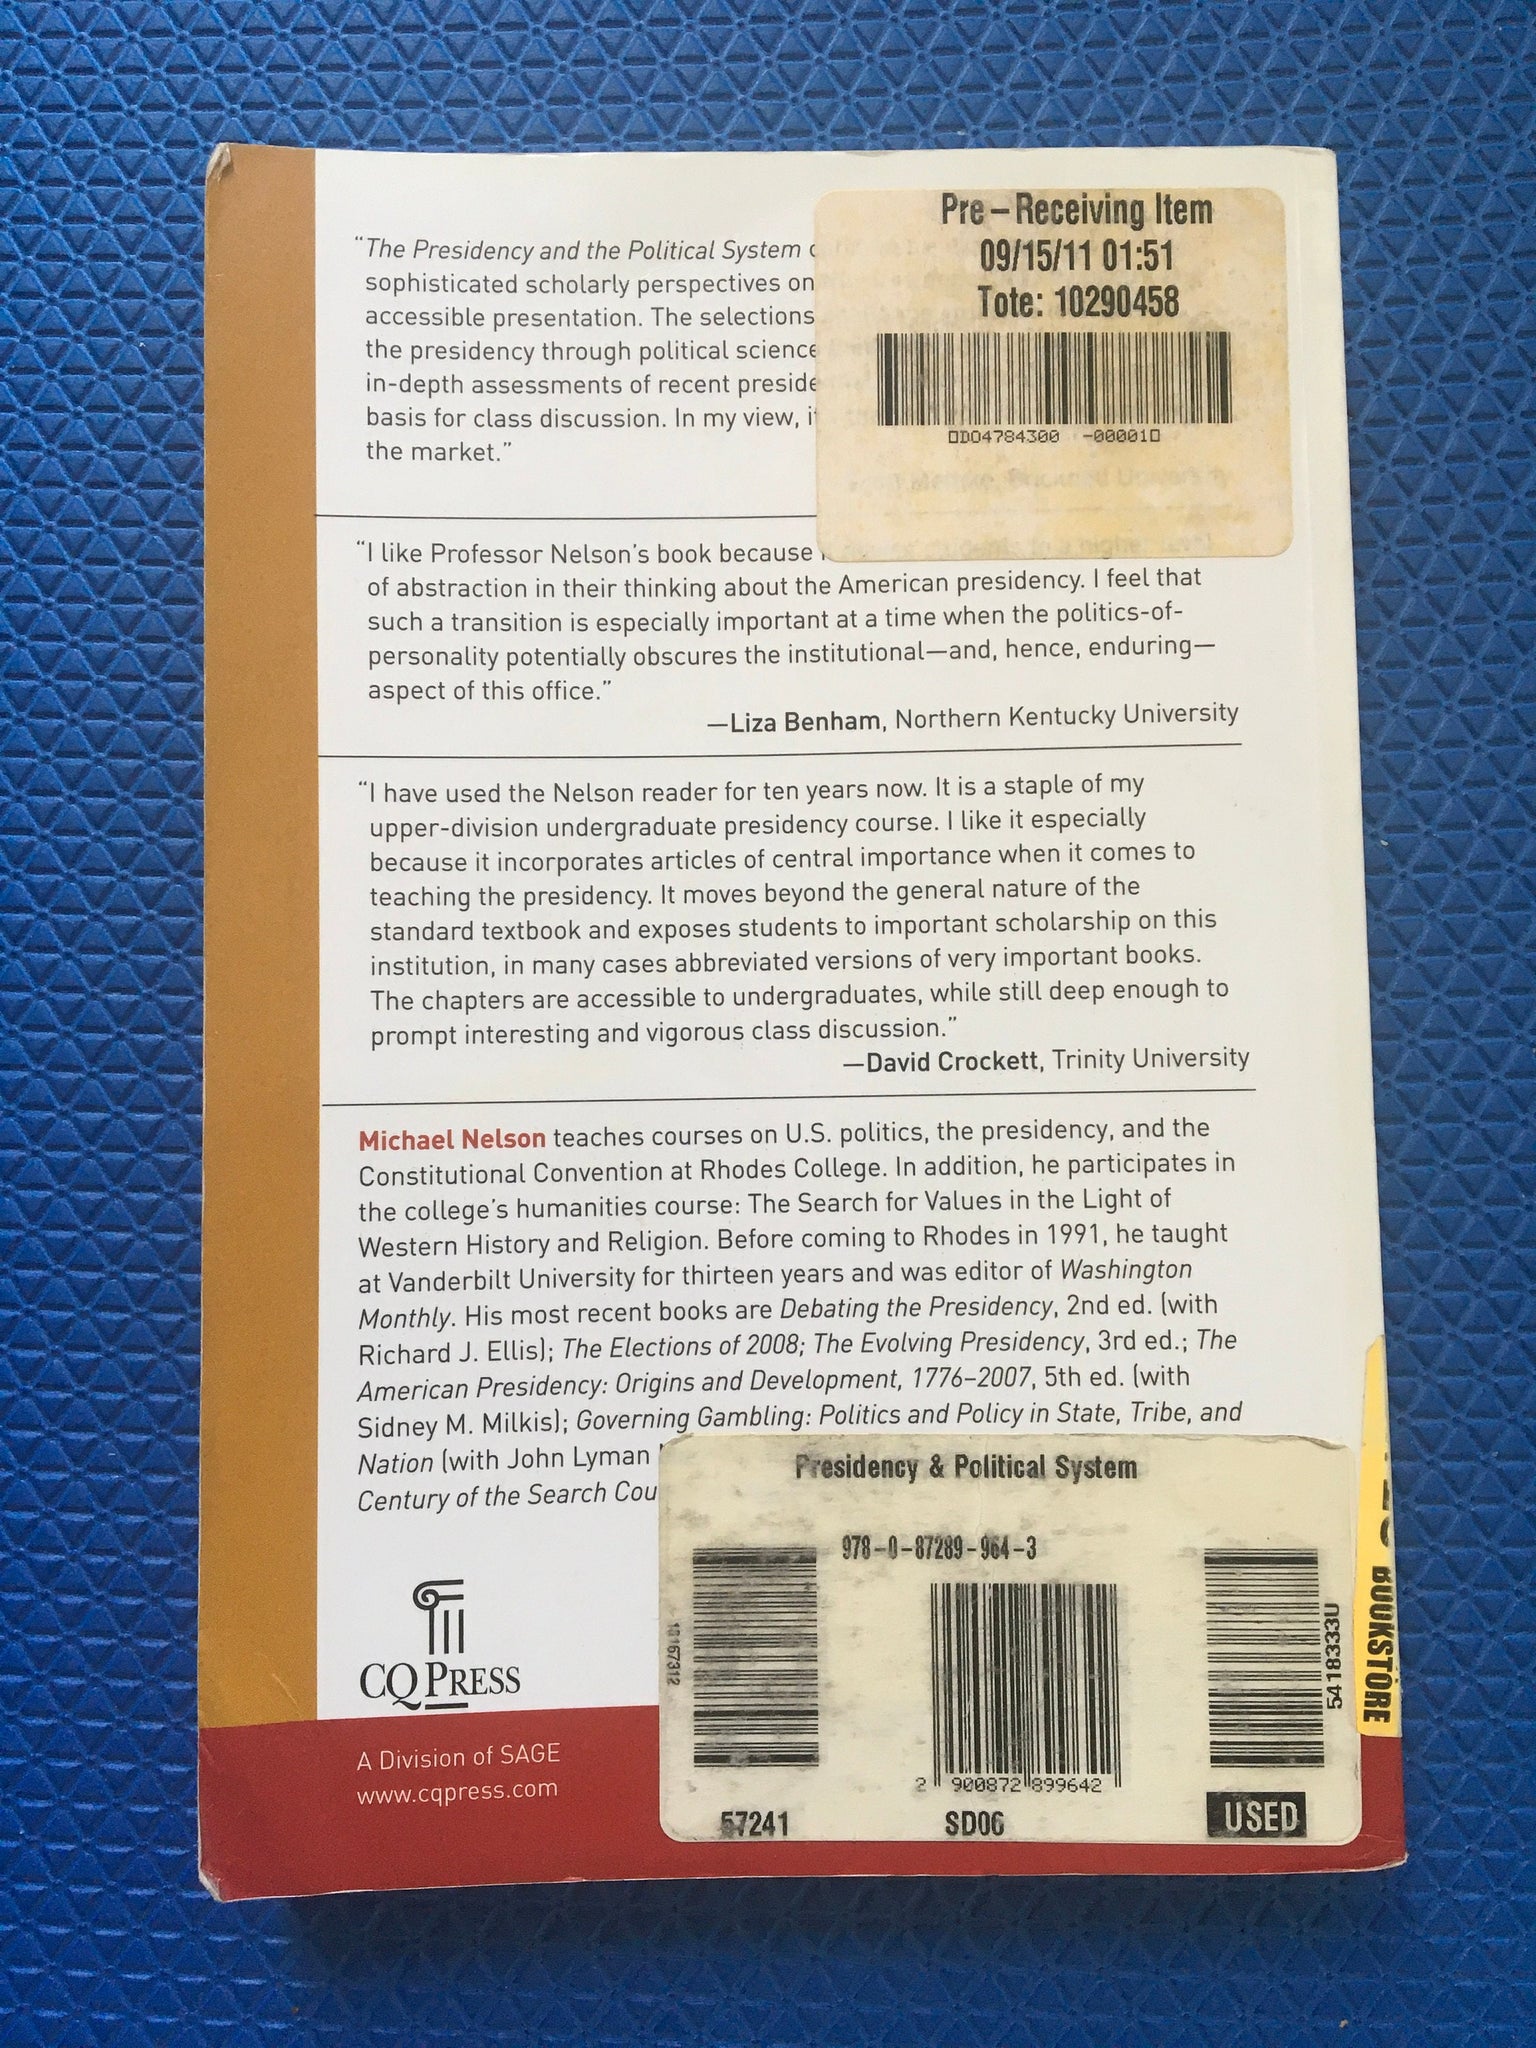 “The Presidency and the Political System
sophisticated scholarly perspectives on
accessible presentation. The selections
the presidency through political science
in-depth assessments of recent
basis for class discussion. In my view,
the market.”
Pre – Receiving Item
09/15/11 01:51
Tote: 10290458
DO4784300 -00001
“I like Professor Nelson’s book because
of abstraction in their thinking about the American presidency. I feel that
such a transition is especially important at a time when the politics-of-
personality potentially obscures the institutional—and, hence, enduring—
aspect of this office.”
—Liza Benham, Northern Kentucky University
“I have used the Nelson reader for ten years now. It is a staple of my
upper-division undergraduate presidency course. I like it especially
because it incorporates articles of central importance when it comes to
teaching the presidency. It moves beyond the general nature of the
standard textbook and exposes students to important scholarship on this
institution, in many cases abbreviated versions of very important books.
The chapters are accessible to undergraduates, while still deep enough to
prompt interesting and vigorous class discussion.”
—David Crockett, Trinity University
Michael Nelson teaches courses on U.S. politics, the presidency, and the
Constitutional Convention at Rhodes College. In addition, he participates in
the college’s humanities course: The Search for Values in the Light of
Western History and Religion. Before coming to Rhodes in 1991, he taught
at Vanderbilt University for thirteen years and was editor of Washington
Monthly. His most recent books are Debating the Presidency, 2nd ed. (with
Richard J. Ellis); The Elections of 2008; The Evolving Presidency, 3rd ed.; The
American Presidency: Origins and Development, 1776–2007, 5th ed. (with
Sidney M. Milkis); Governing Gambling: Politics and Policy in State, Tribe, and
Nation (with John Lyman
Century of the Search
Presidency & Political System
978-0-87289-964-3
10167312
2 900872 899642
5418333U
57241
SD06
USED
BOOKSTORE
CQ PRESS
A Division of SAGE
www.cqpress.com